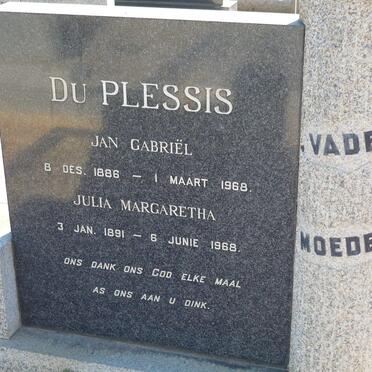 DU PLESSIS
JAN GABRIËL
8 DES. 1886 - 1 MAART 1968.
JULIA MARGARETHA
3 JAN. 1891 - 6 JUNIE 1968.
ONS DANK ONS GOD ELKE MAAL
AS ONS AAN U DINK.
VADE
MOEDE